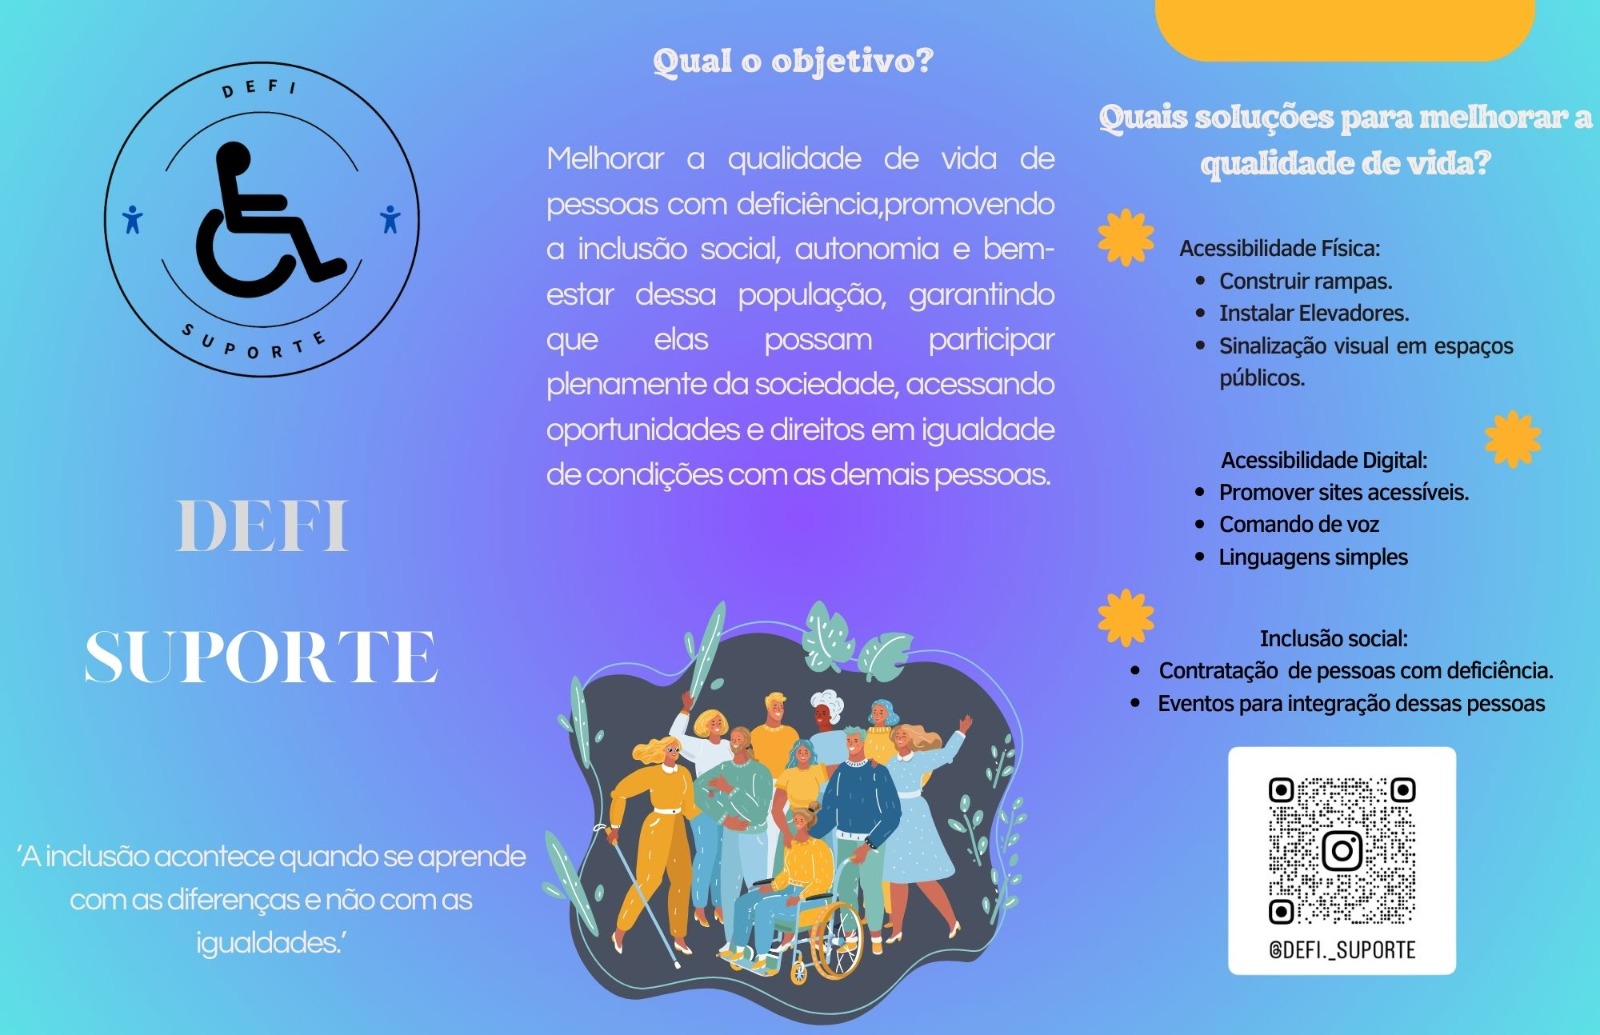 DEFI
SUPORTE
DEFI
SUPORTE
‘A inclusão acontece quando se aprende
com as diferenças e não com as
igualdades.’
Qual o objetivo?
Melhorar a qualidade de vida de
pessoas com deficiência,promovendo
a inclusão social, autonomia e bem-
estar dessa população, garantindo
que elas possam participar
plenamente da sociedade, acessando
oportunidades e direitos em igualdade
de condições com as demais pessoas.
Quais soluções para melhorar a
qualidade de vida?
Acessibilidade Física:
• Construir rampas.
• Instalar Elevadores.
• Sinalização visual em espaços
públicos.
Acessibilidade Digital:
• Promover sites acessíveis.
• Comando de voz
• Linguagens simples
Inclusão social:
• Contratação de pessoas com deficiência.
• Eventos para integração dessas pessoas
@DEFI._SUPORTE